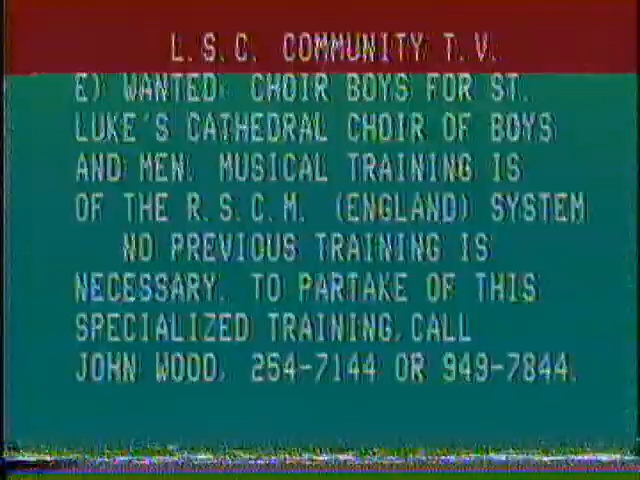 L.S.C. COMMUNITY T.V.
E) WANTED: CHOIR BOYS FOR ST.
LUKE'S CATHEDRAL CHOIR OF BOYS
AND MEN. MUSICAL TRAINING IS
OF THE R.S.C.M. (ENGLAND) SYSTEM
NO PREVIOUS TRAINING IS
NECESSARY. TO PARTAKE OF THIS
SPECIALIZED TRAINING,CALL
JOHN WOOD, 254-7144 OR 949-7844.